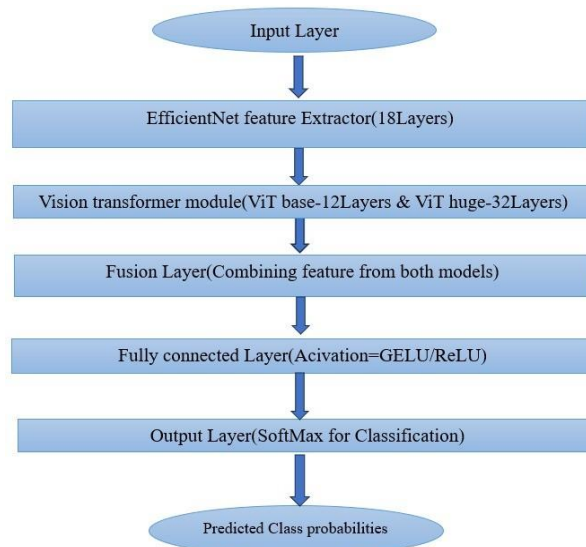 Input Layer
EfficientNet feature Extractor(18Layers)
Vision transformer module(ViT base-12Layers & ViT huge-32Layers)
Fusion Layer(Combining feature from both models)
Fully connected Layer(Acivation=GELU/ReLU)
Output Layer(SoftMax for Classification)
Predicted Class probabilities